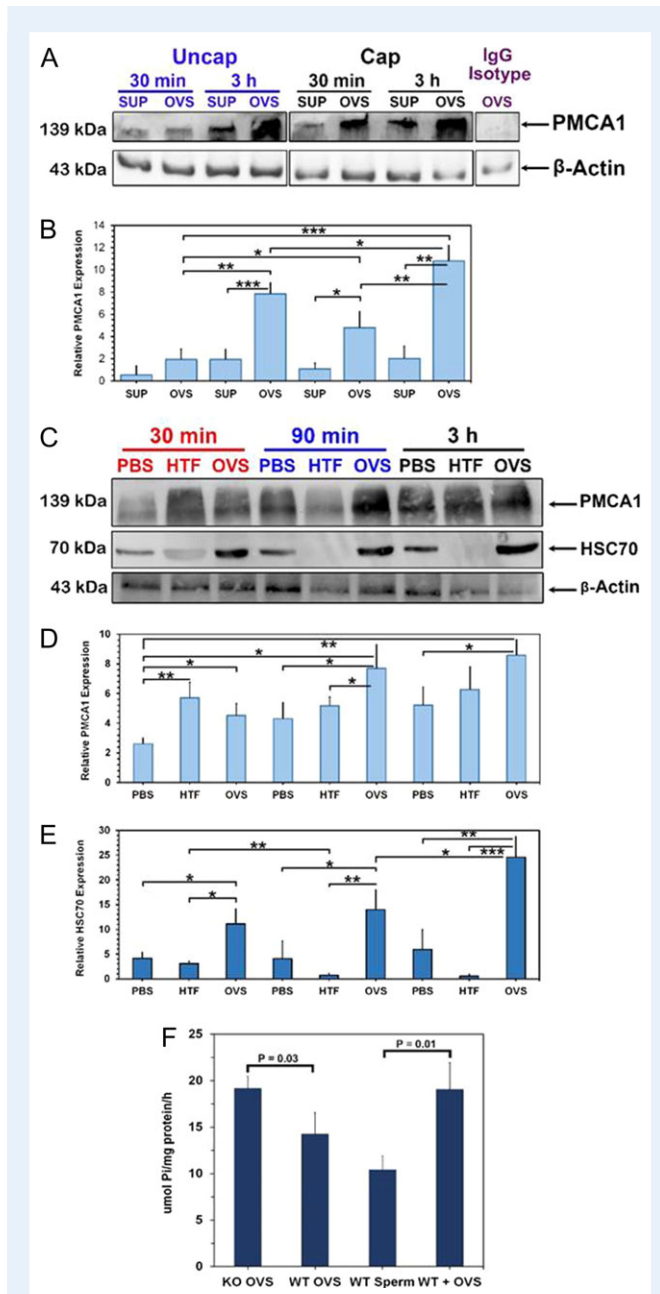 A
Uncap Cap IgG Isotype
30 min 3 h 30 min 3 h
SUP OVS SUP OVS SUP OVS SUP OVS OVS
139 kDa PMCA1
43 kDa β-Actin
B
Relative PMCA1 Expression
14
12
10
8
6
4
2
0
***
* *
** **
*** * **
SUP OVS SUP OVS SUP OVS SUP OVS
C
30 min 90 min 3 h
PBS HTF OVS PBS HTF OVS PBS HTF OVS
139 kDa PMCA1
70 kDa HSC70
43 kDa β-Actin
D
Relative PMCA1 Expression
10
8
6
4
2
0
**
*
* * *
** *
PBS HTF OVS PBS HTF OVS PBS HTF OVS
E
Relative HSC70 Expression
30
25
20
15
10
5
0
**
** ***
* * *
* **
PBS HTF OVS PBS HTF OVS PBS HTF OVS
F
umol Pi/mg protein/h
25
20
15
10
5
0
P = 0.03 P = 0.01
KO OVS WT OVS WT Sperm WT + OVS